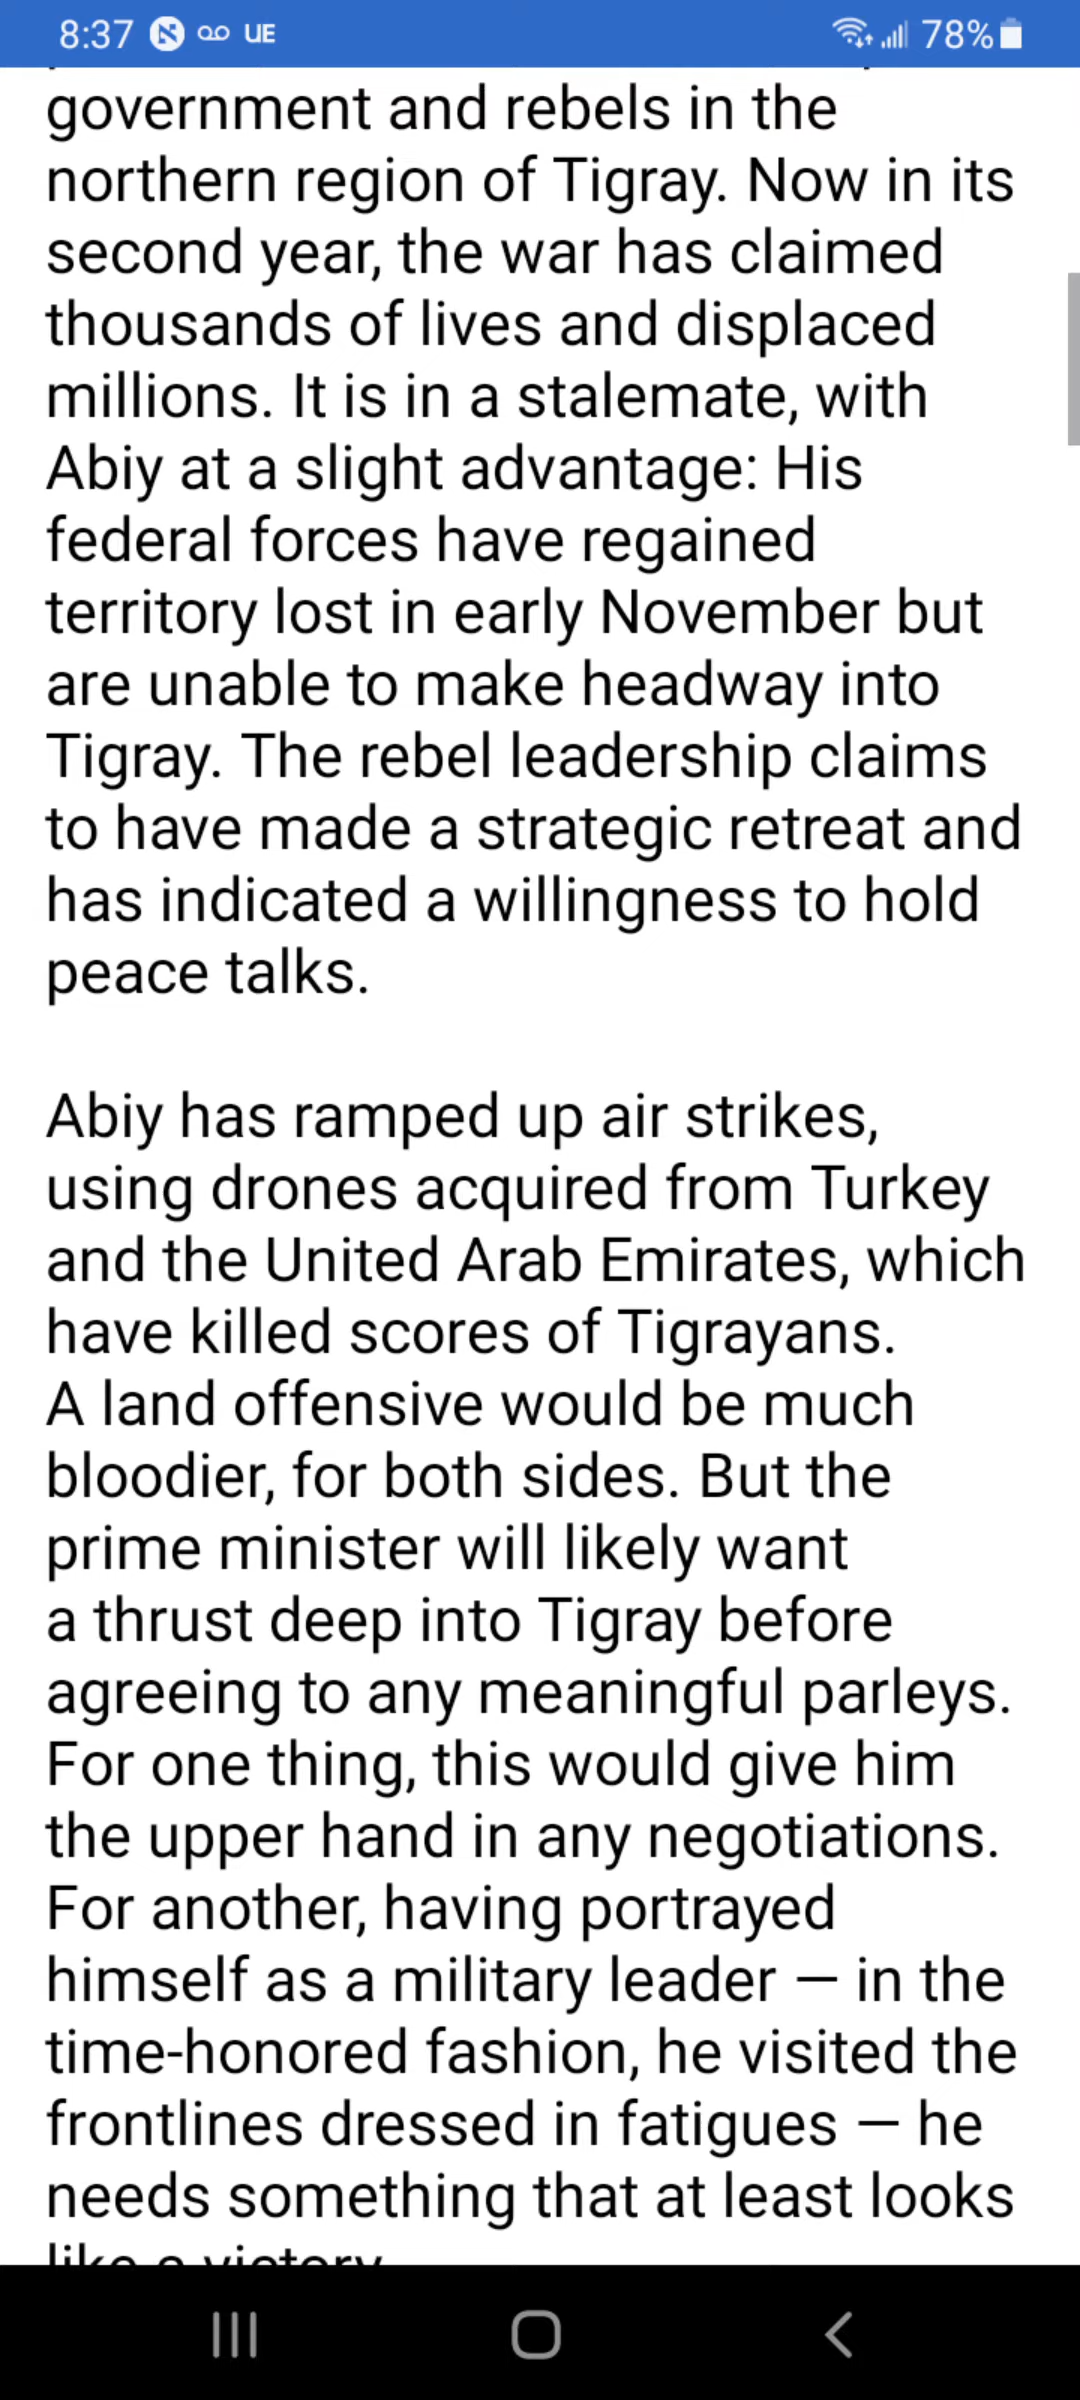 8:37 UE 78%
government and rebels in the
northern region of Tigray. Now in its
second year, the war has claimed
thousands of lives and displaced
millions. It is in a stalemate, with
Abiy at a slight advantage: His
federal forces have regained
territory lost in early November but
are unable to make headway into
Tigray. The rebel leadership claims
to have made a strategic retreat and
has indicated a willingness to hold
peace talks.
Abiy has ramped up air strikes,
using drones acquired from Turkey
and the United Arab Emirates, which
have killed scores of Tigrayans.
A land offensive would be much
bloodier, for both sides. But the
prime minister will likely want
a thrust deep into Tigray before
agreeing to any meaningful parleys.
For one thing, this would give him
the upper hand in any negotiations.
For another, having portrayed
himself as a military leader — in the
time-honored fashion, he visited the
frontlines dressed in fatigues — he
needs something that at least looks
like a victory